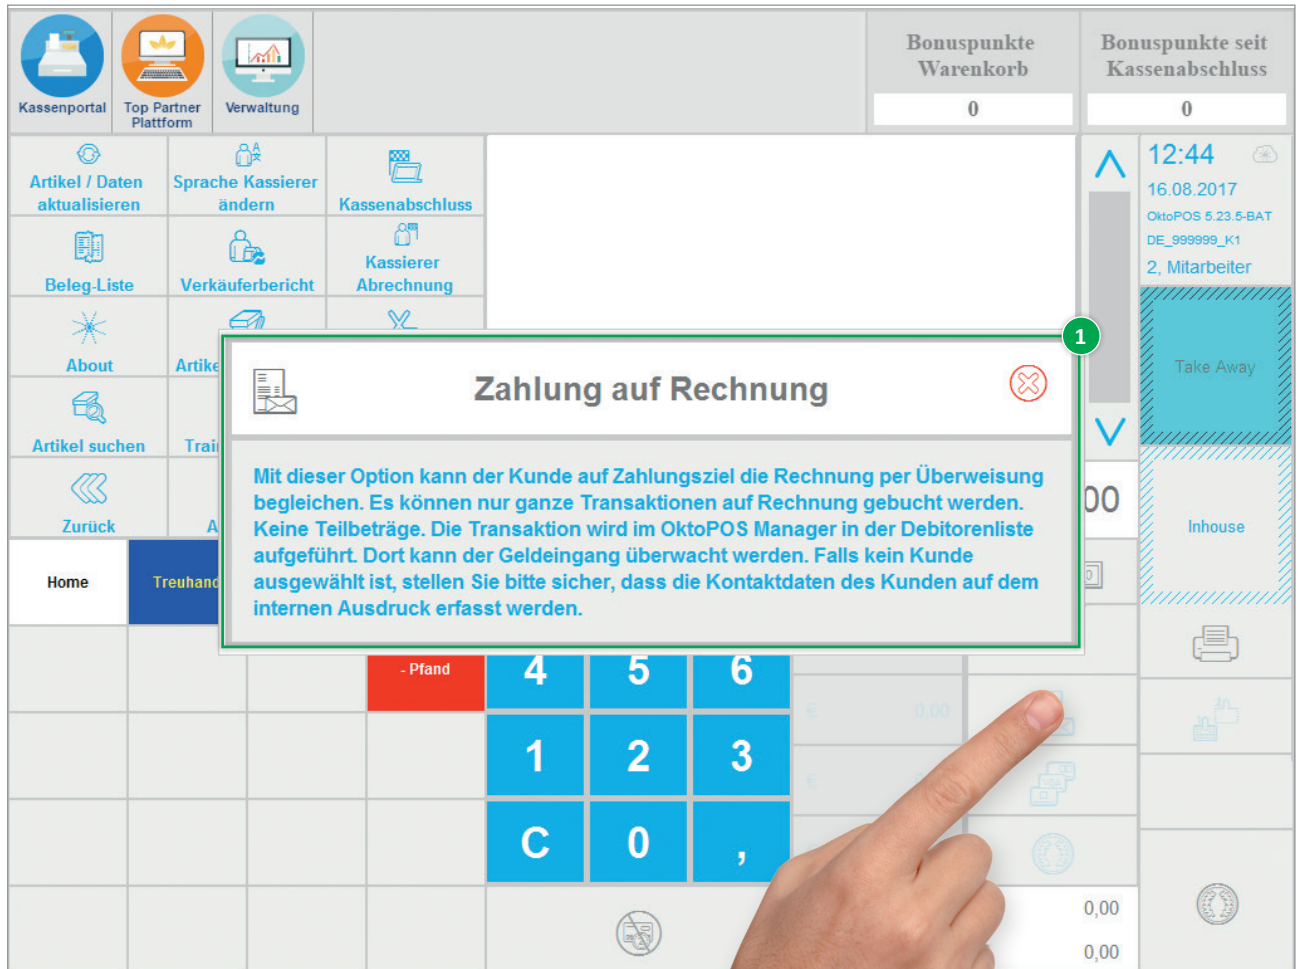 Kassenportal
Top Partner
Plattform
Verwaltung
Bonuspunkte
Warenkorb
0
Bonuspunkte seit
Kassenabschluss
0
Artikel / Daten
aktualisieren
Sprache Kassierer
ändern
Kassenabschluss
Beleg-Liste
Verkäuferbericht
Kassierer
Abrechnung
About
Artike
Artikel suchen
Trai
Zurück
A
12:44
16.08.2017
OktoPOS 5.23.5-BAT
DE_999999_K1
2, Mitarbeiter
Take Away
Inhouse
1
Zahlung auf Rechnung
Mit dieser Option kann der Kunde auf Zahlungsziel die Rechnung per Überweisung
begleichen. Es können nur ganze Transaktionen auf Rechnung gebucht werden.
Keine Teilbeträge. Die Transaktion wird im OktoPOS Manager in der Debitorenliste
aufgeführt. Dort kann der Geldeingang überwacht werden. Falls kein Kunde
ausgewählt ist, stellen Sie bitte sicher, dass die Kontaktdaten des Kunden auf dem
internen Ausdruck erfasst werden.
00
Home
Treuhand
- Pfand
4
5
6
€ 0,00
1
2
3
€
C
0
,
0,00
0,00